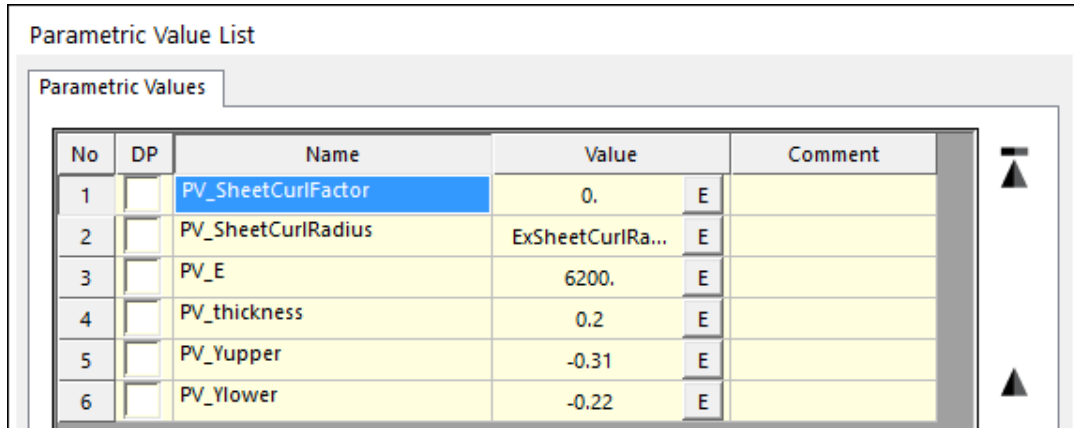 Parametric Value List
Parametric Values
No DP Name Value Comment
1 PV_SheetCurlFactor 0. E
2 PV_SheetCurlRadius ExSheetCurlRa... E
3 PV_E 6200. E
4 PV_thickness 0.2 E
5 PV_Yupper -0.31 E
6 PV_Ylower -0.22 E